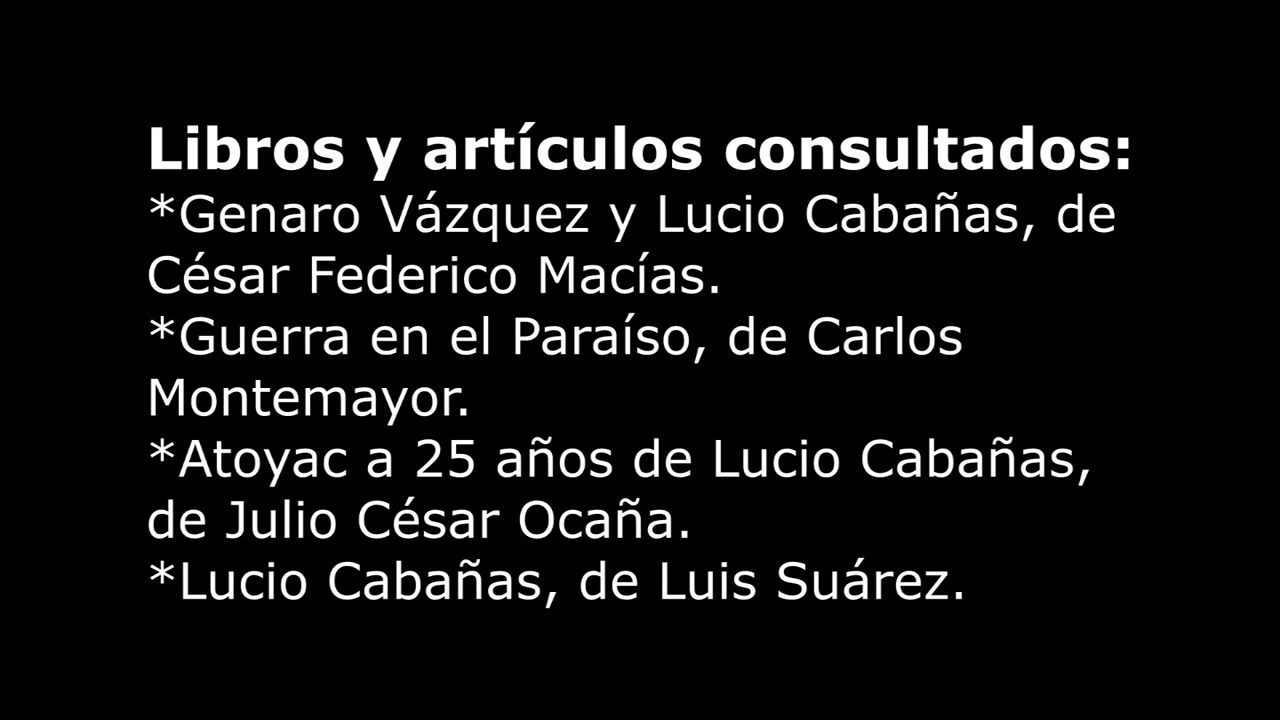 Libros y artículos consultados:
*Genaro Vázquez y Lucio Cabañas, de
César Federico Macías.
*Guerra en el Paraíso, de Carlos
Montemayor.
*Atoyac a 25 años de Lucio Cabañas,
de Julio César Ocaña.
*Lucio Cabañas, de Luis Suárez.